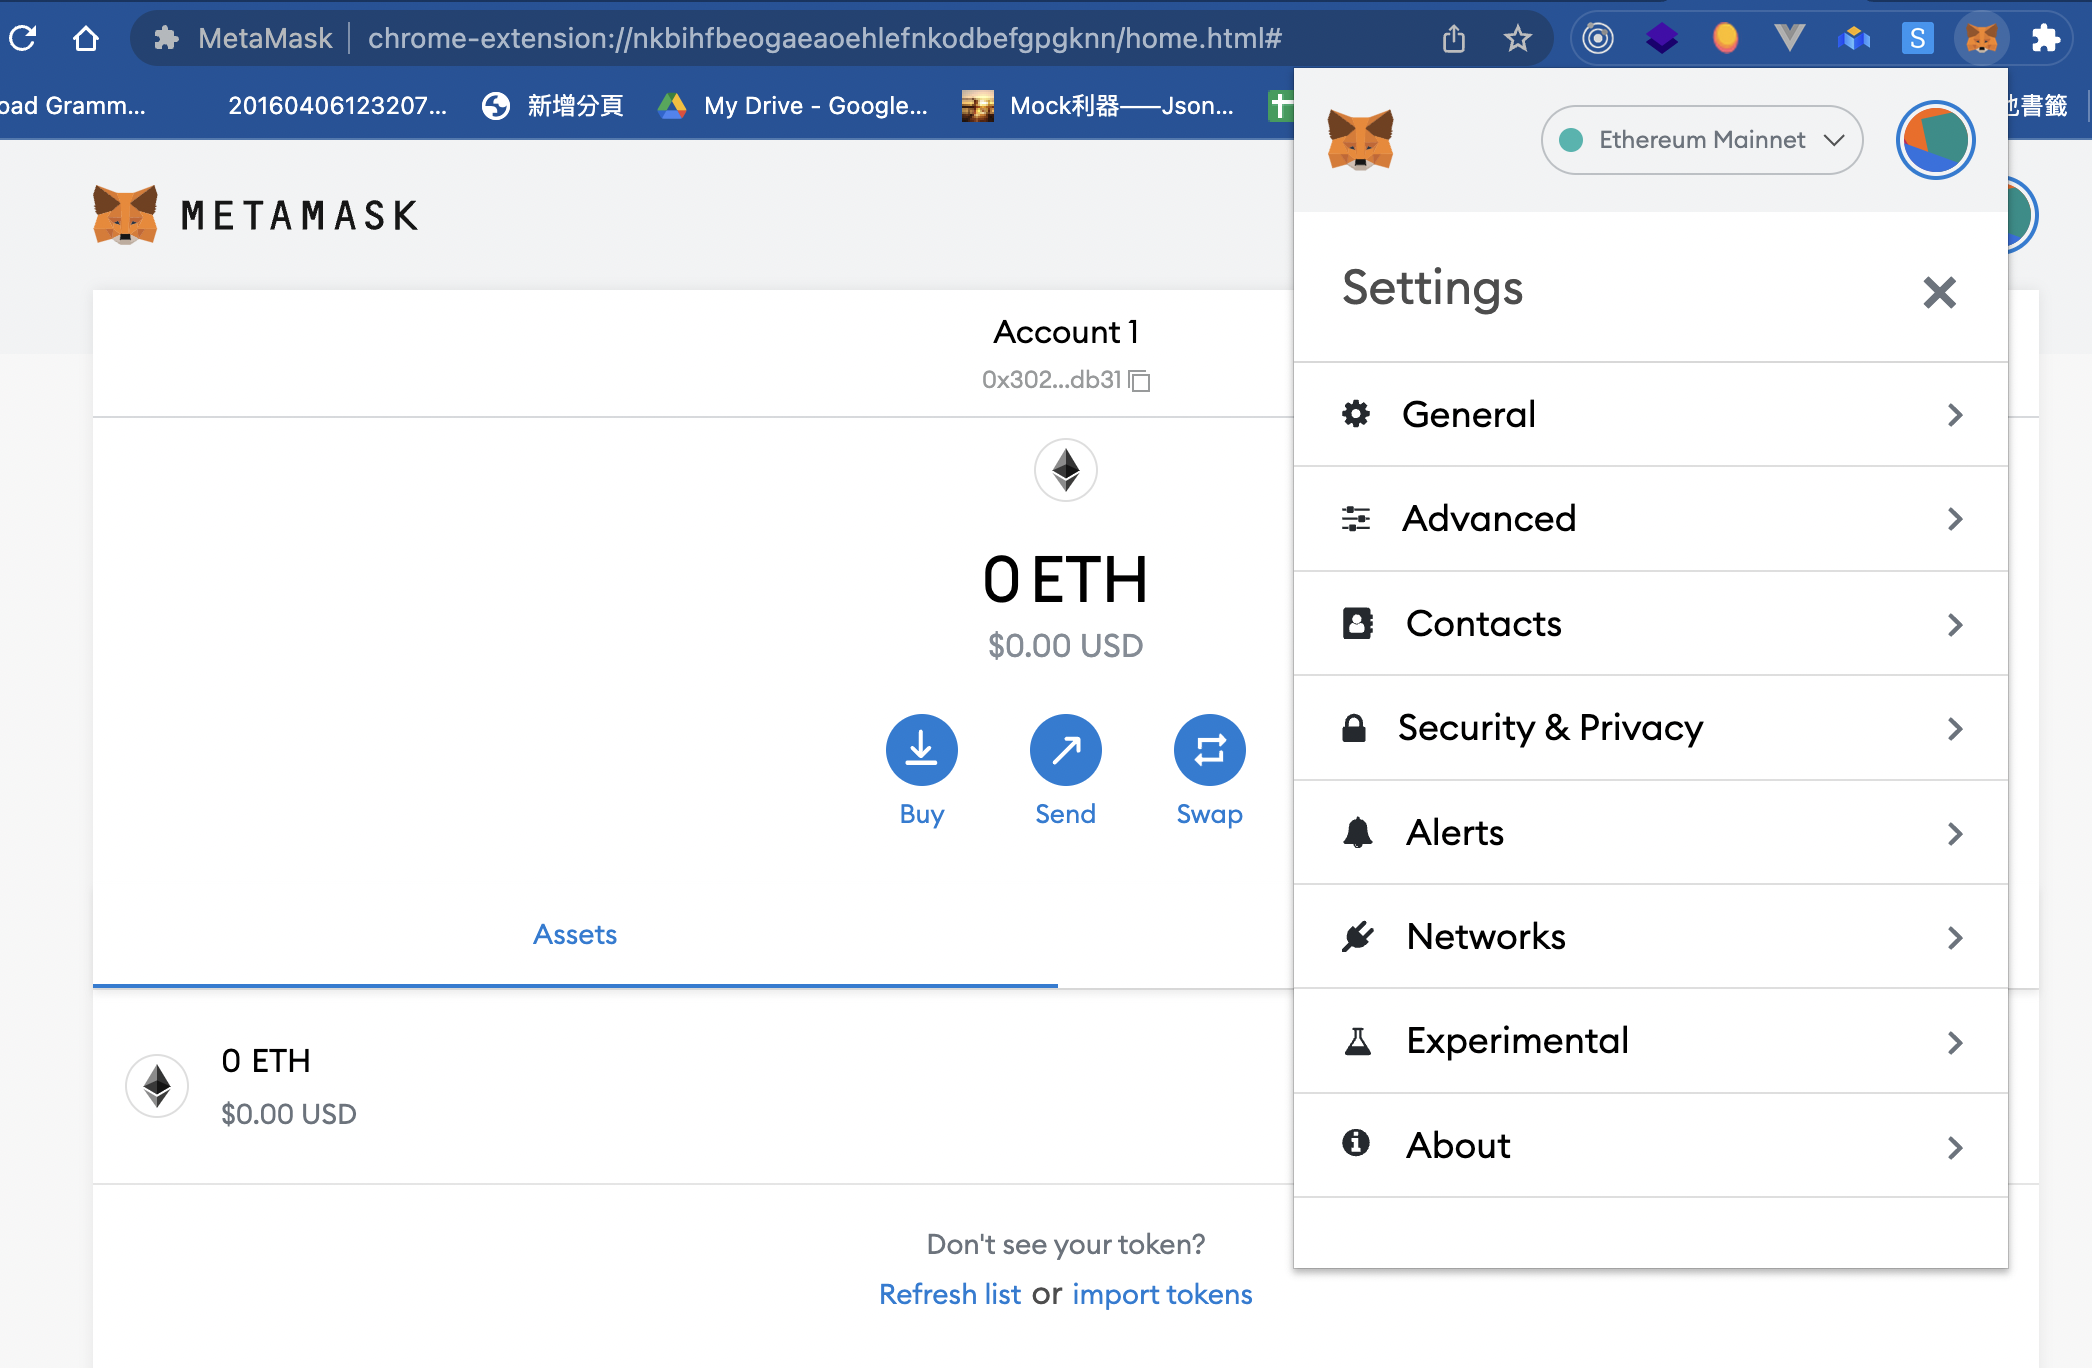 MetaMask chrome-extension://nkbihfbeogaeaoehlefnkodbefgpgknn/home.html#
S
oad Gramm...
20160406123207...
新增分頁
My Drive - Google...
Mock利器——Json...
書籤
METAMASK
Account 1
0x302...db31
0 ETH
$0.00 USD
Buy
Send
Swap
Assets
0 ETH
$0.00 USD
Don't see your token?
Refresh list or import tokens
Ethereum Mainnet
Settings
General
Advanced
Contacts
Security & Privacy
Alerts
Networks
Experimental
About